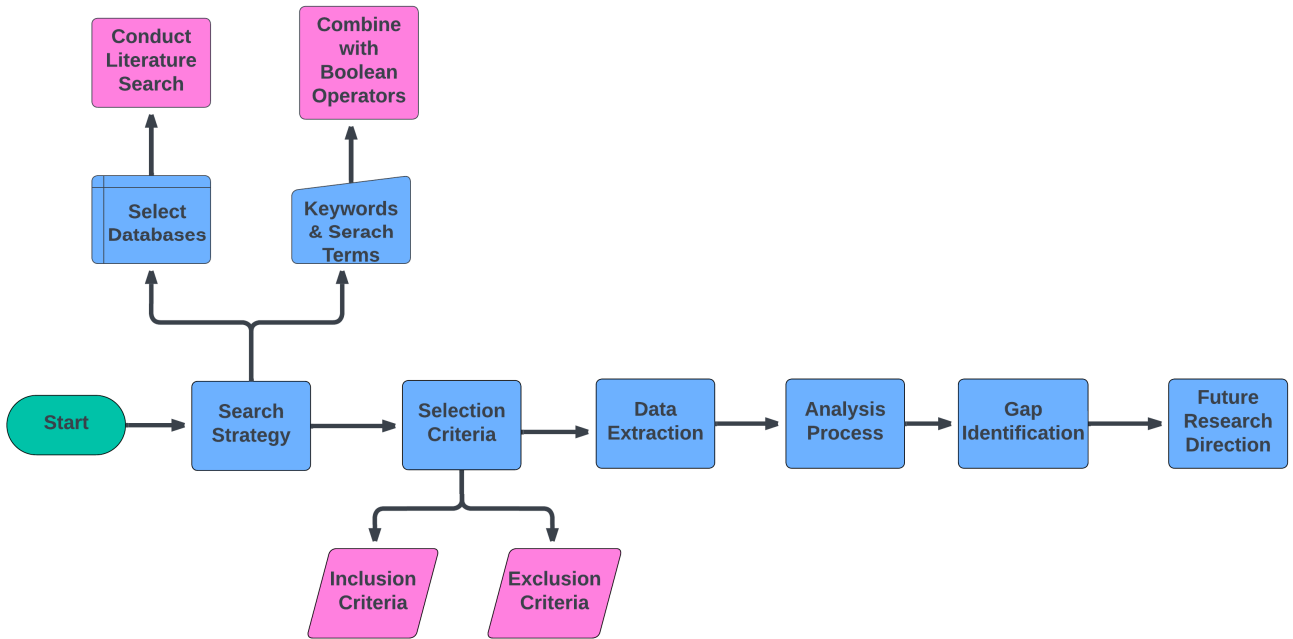 Conduct
Literature
Search
Combine
with
Boolean
Operators
Select
Databases
Keywords
& Serach
Terms
Start
Search
Strategy
Selection
Criteria
Data
Extraction
Analysis
Process
Gap
Identification
Future
Research
Direction
Inclusion
Criteria
Exclusion
Criteria